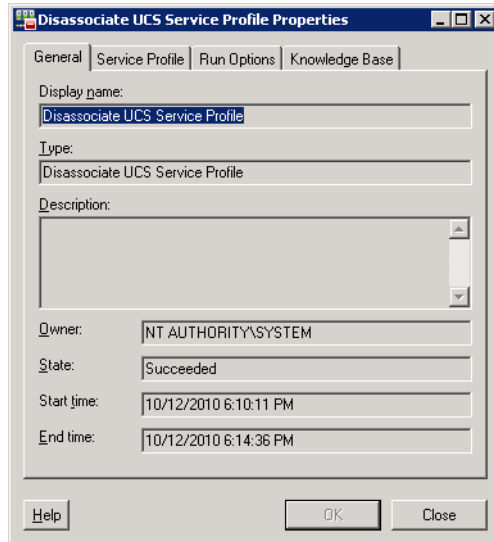 Disassociate UCS Service Profile Properties
General Service Profile Run Options Knowledge Base
Display name:
Disassociate UCS Service Profile
Type:
Disassociate UCS Service Profile
Description:
Owner: NT AUTHORITY\SYSTEM
State: Succeeded
Start time: 10/12/2010 6:10:11 PM
End time: 10/12/2010 6:14:36 PM
Help OK Close